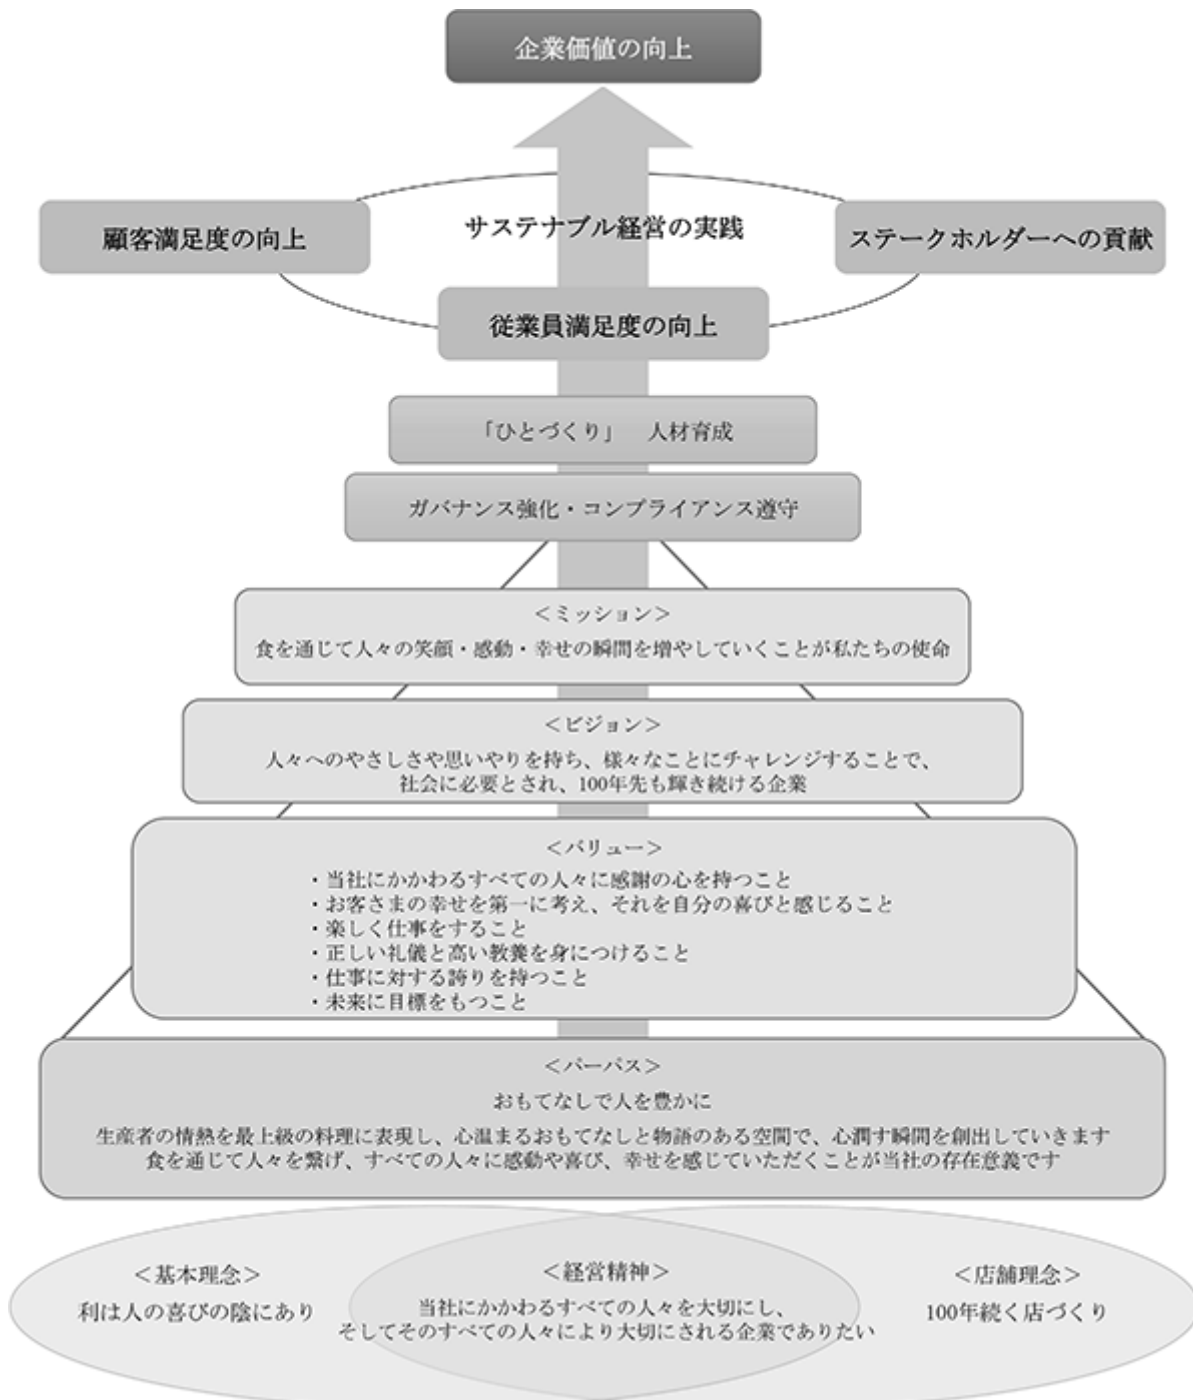 企業価値の向上
サステナブル経営の実践
顧客満足度の向上
ステークホルダーへの貢献
従業員満足度の向上
「ひとづくり」　人材育成
ガバナンス強化・コンプライアンス遵守
＜ミッション＞
食を通じて人々の笑顔・感動・幸せの瞬間を増やしていくことが私たちの使命
＜ビジョン＞
人々へのやさしさや思いやりを持ち、様々なことにチャレンジすることで、
社会に必要とされ、100年先も輝き続ける企業
＜バリュー＞
・当社にかかわるすべての人々に感謝の心を持つこと
・お客さまの幸せを第一に考え、それを自分の喜びと感じること
・楽しく仕事をすること
・正しい礼儀と高い教養を身につけること
・仕事に対する誇りを持つこと
・未来に目標をもつこと
＜パーパス＞
おもてなしで人を豊かに
生産者の情熱を最上級の料理に表現し、心温まるおもてなしと物語のある空間で、心潤す瞬間を創出していきます
食を通じて人々を繋げ、すべての人々に感動や喜び、幸せを感じていただくことが当社の存在意義です
＜基本理念＞
利は人の喜びの陰にあり
＜経営精神＞
当社にかかわるすべての人々を大切にし、
そしてそのすべての人々により大切にされる企業でありたい
＜店舗理念＞
100年続く店づくり